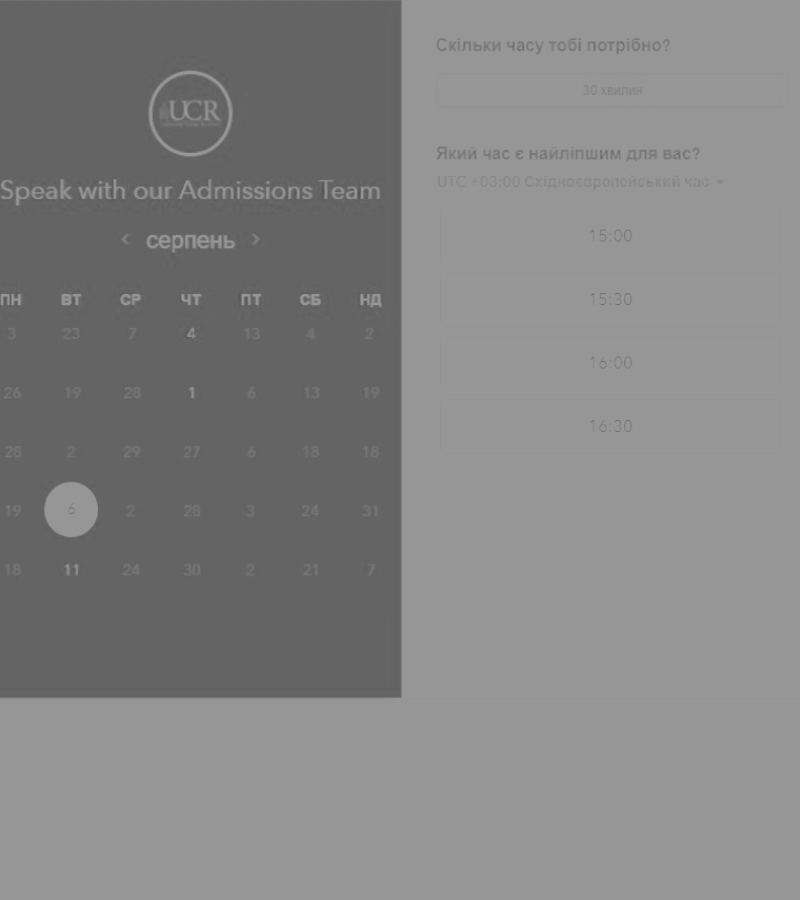 UCR
Speak with our Admissions Team
‹ серпень ›
ПН ВТ СР ЧТ ПТ СБ НД
3 23 7 4 13 4 2
26 19 28 1 6 13 19
28 2 29 27 6 18 18
19 6 2 28 3 24 31
18 11 24 30 2 21 7
Скільки часу тобі потрібно?
30 хвилин
Який час є найліпшим для вас?
UTC +03:00 Східноєвропейський час
15:00
15:30
16:00
16:30